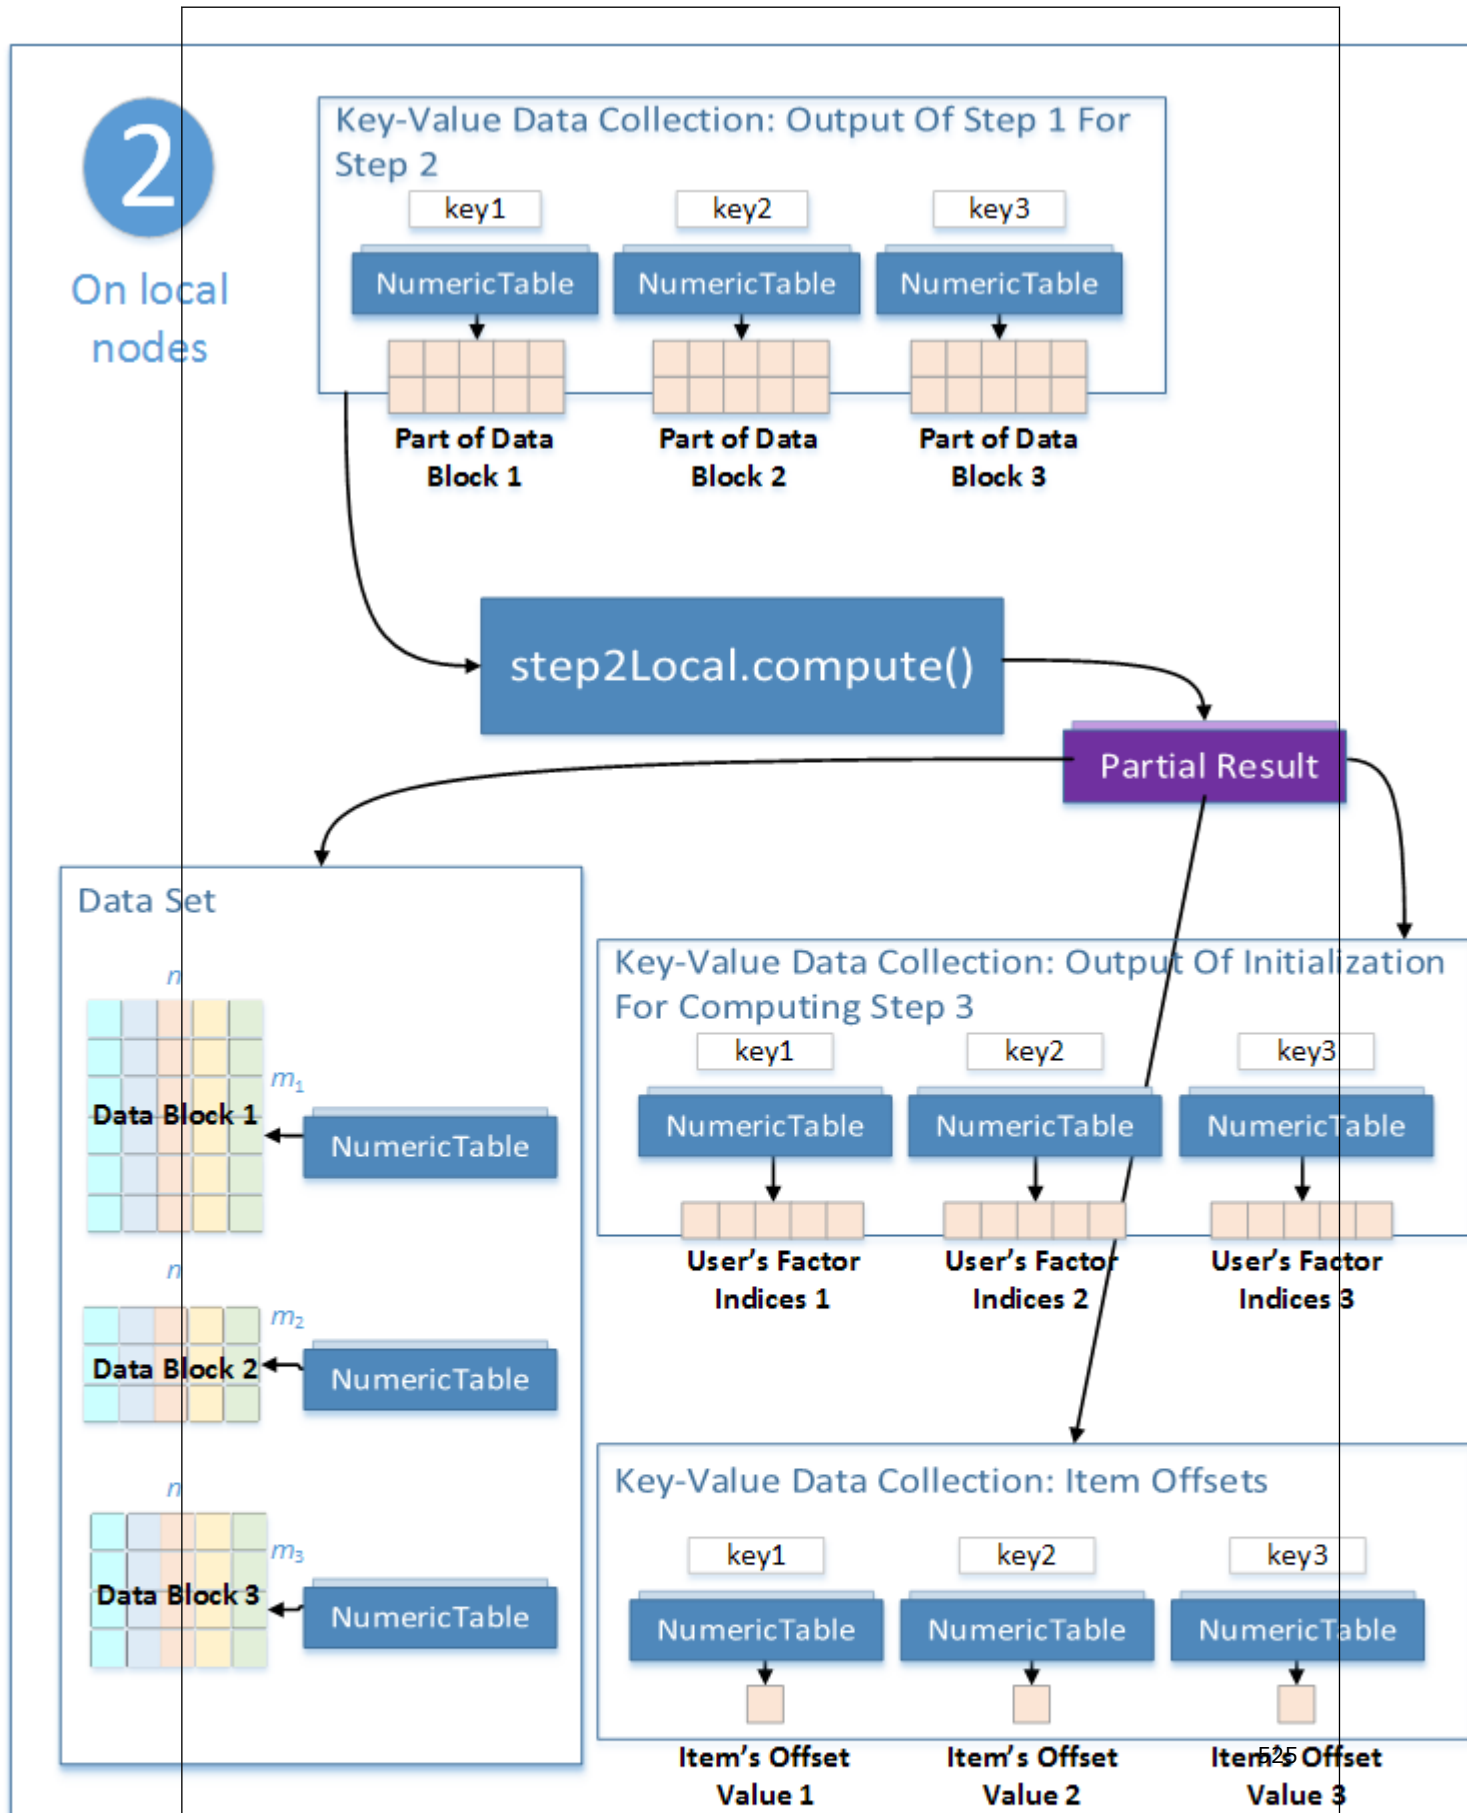 2
On local
nodes
Key-Value Data Collection: Output Of Step 1 For
Step 2
key1 key2 key3
NumericTable NumericTable NumericTable
Part of Data Part of Data Part of Data
Block 1 Block 2 Block 3
step2Local.compute()
Partial Result
Data Set
n
m1
Data Block 1
NumericTable
n
m2
Data Block 2
NumericTable
n
m3
Data Block 3
NumericTable
Key-Value Data Collection: Output Of Initialization
For Computing Step 3
key1 key2 key3
NumericTable NumericTable NumericTable
User's Factor User's Factor User's Factor
Indices 1 Indices 2 Indices 3
Key-Value Data Collection: Item Offsets
key1 key2 key3
NumericTable NumericTable NumericTable
Item's Offset Item's Offset Item's Offset
Value 1 Value 2 Value 3
525